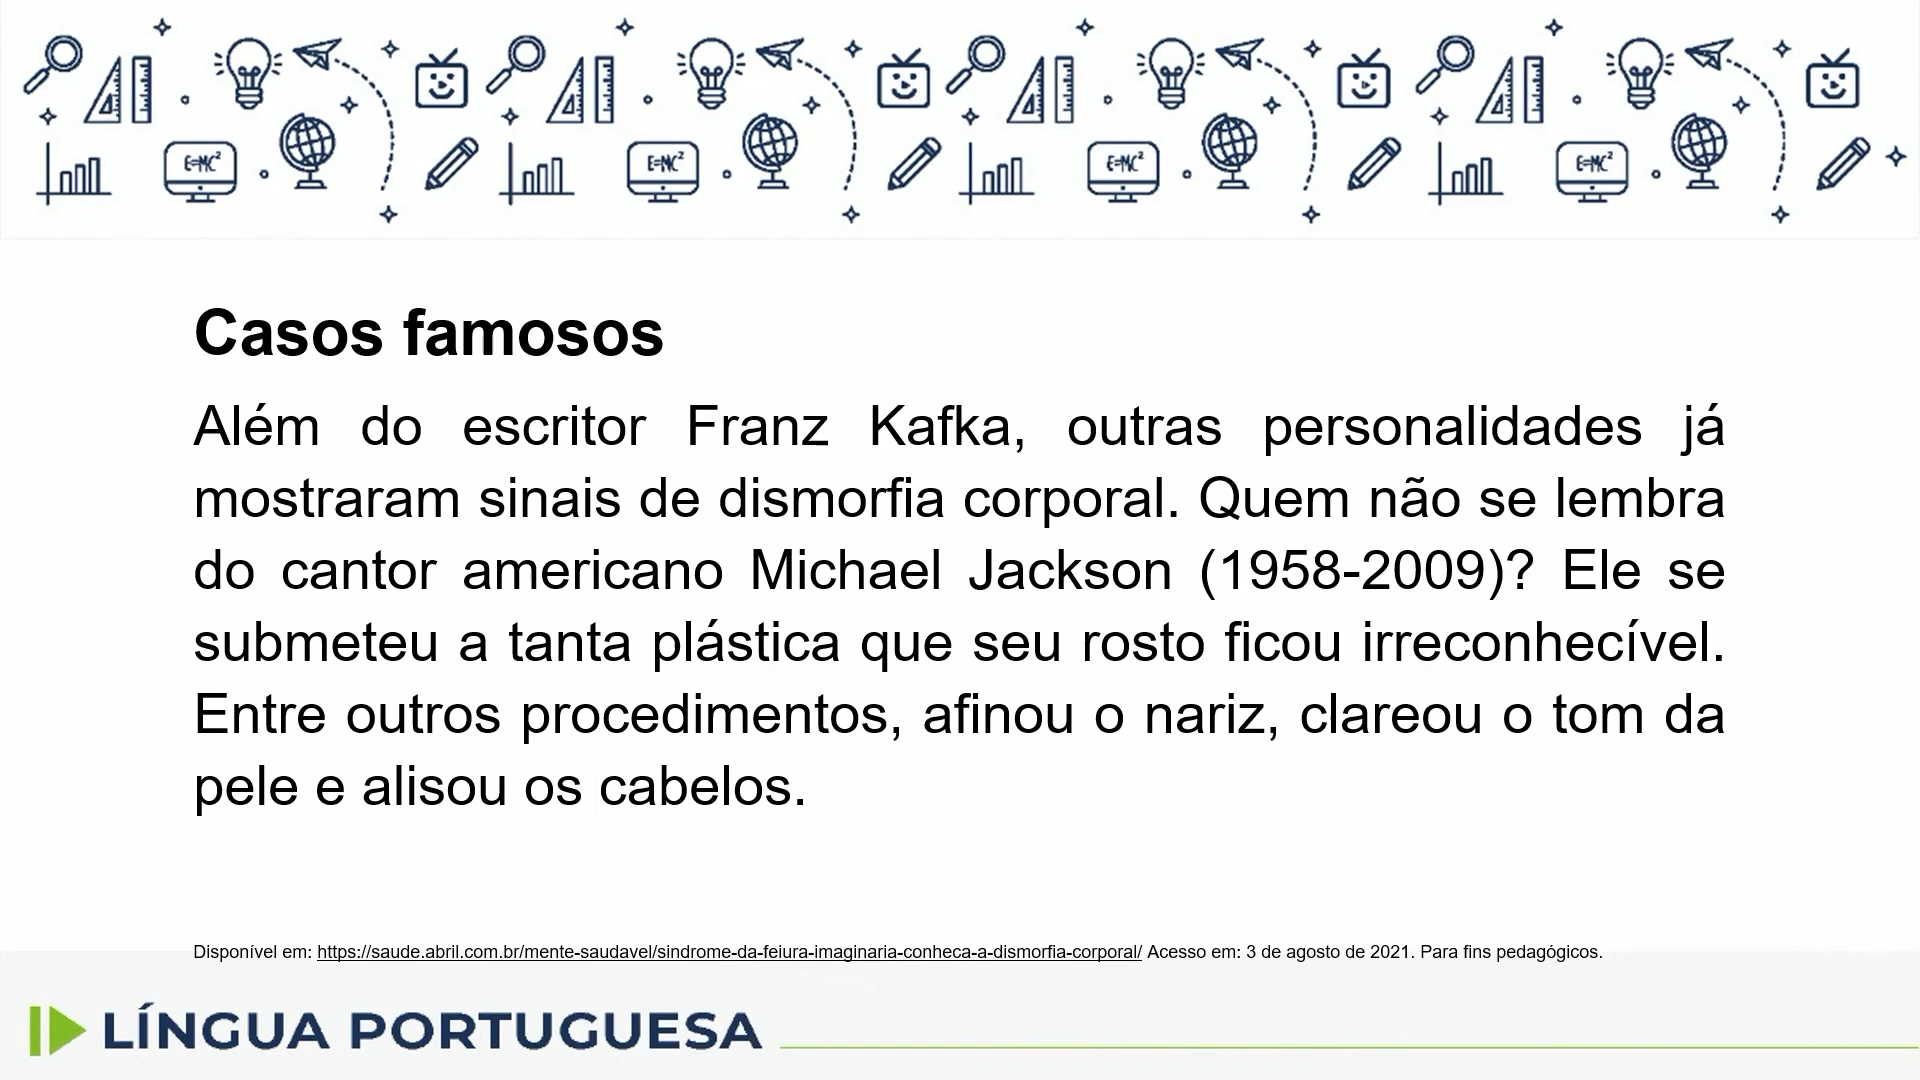 E=MC²
E=MC²
E=MC²
E=MC²
Casos famosos
Além do escritor Franz Kafka, outras personalidades já
mostraram sinais de dismorfia corporal. Quem não se lembra
do cantor americano Michael Jackson (1958-2009)? Ele se
submeteu a tanta plástica que seu rosto ficou irreconhecível.
Entre outros procedimentos, afinou o nariz, clareou o tom da
pele e alisou os cabelos.
Disponível em: https://saude.abril.com.br/mente-saudavel/sindrome-da-feiura-imaginaria-conheca-a-dismorfia-corporal/ Acesso em: 3 de agosto de 2021. Para fins pedagógicos.
LÍNGUA PORTUGUESA